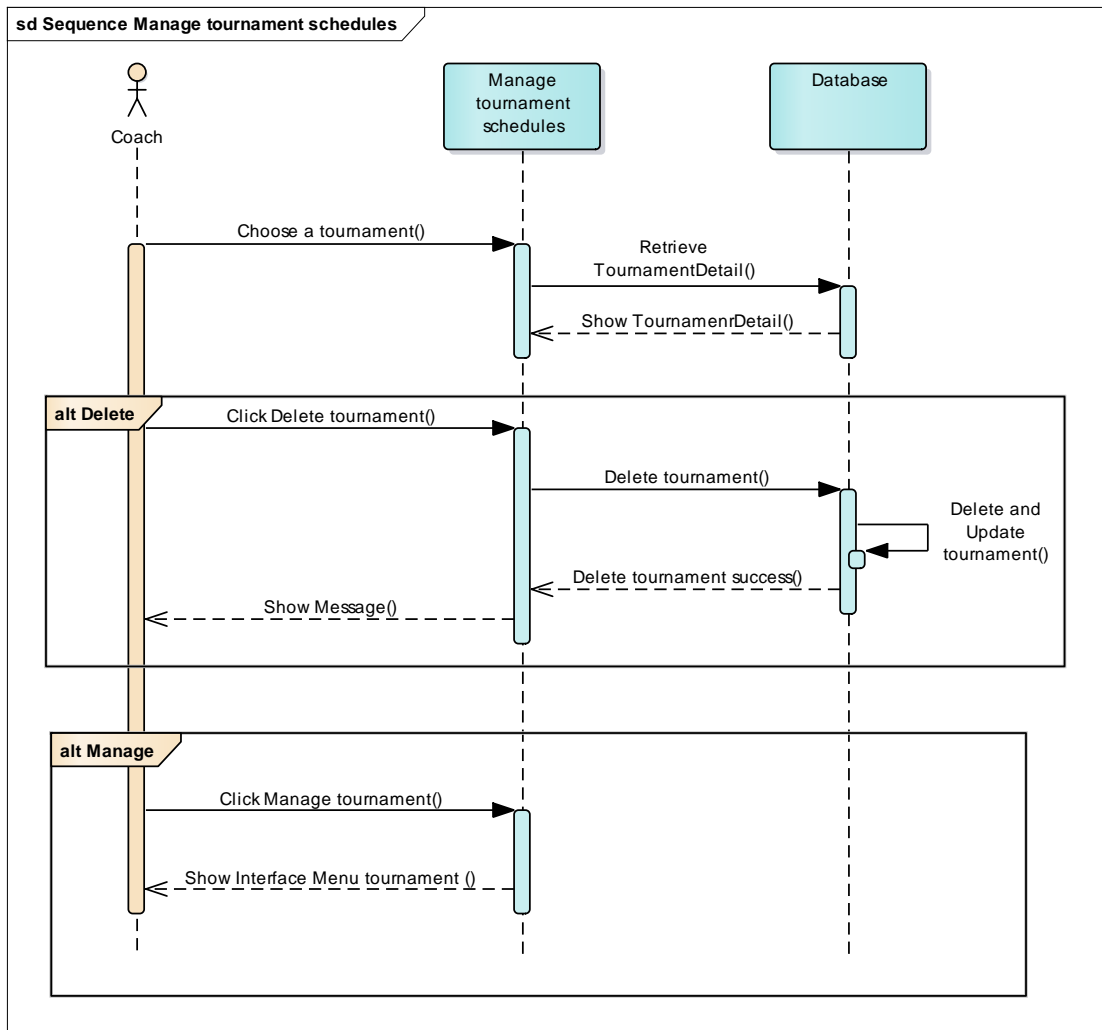 sd Sequence Manage tournament schedules
Coach
Manage
tournament
schedules
Database
Choose a tournament()
Retrieve
TournamentDetail()
Show TournamenrDetail()
alt Delete
Click Delete tournament()
Delete tournament()
Delete and
Update
tournament()
Delete tournament success()
Show Message()
alt Manage
Click Manage tournament()
Show Interface Menu tournament ()